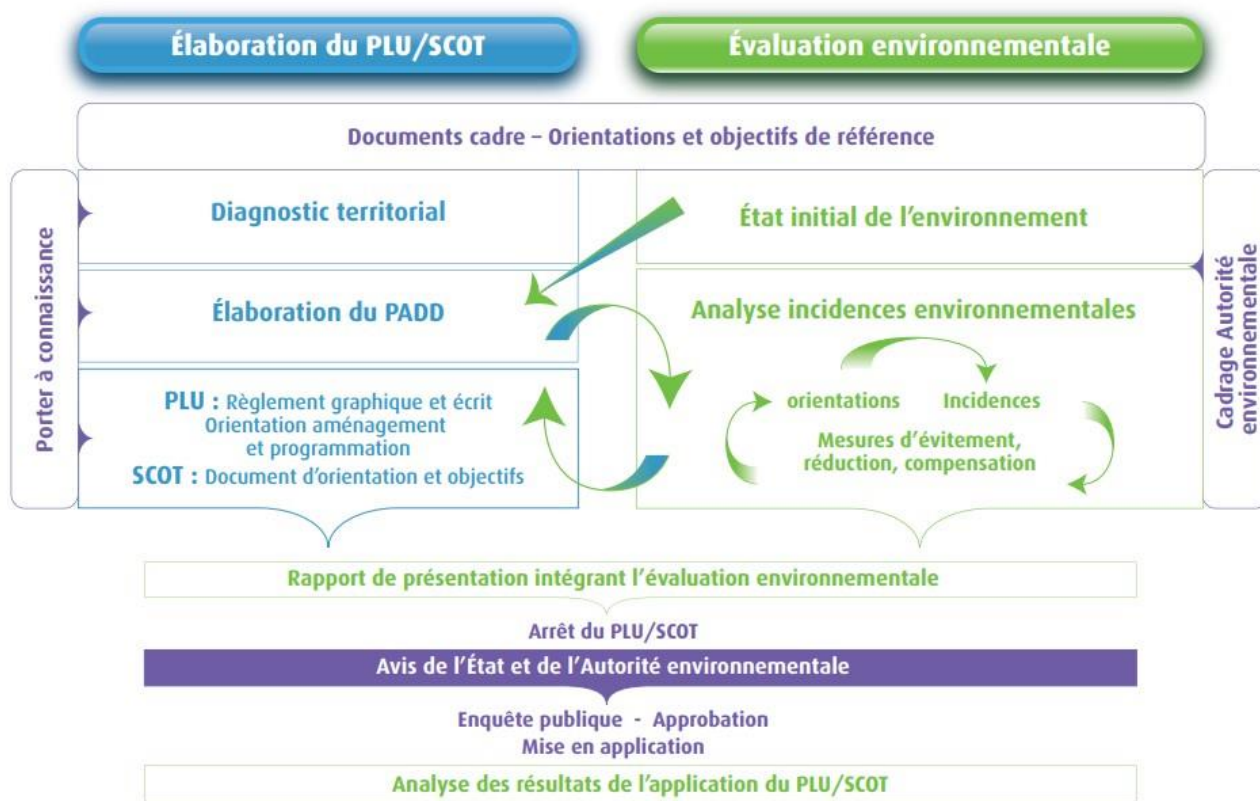 Élaboration du PLU/SCOT
Évaluation environnementale
Documents cadre – Orientations et objectifs de référence
Porter à connaissance
Diagnostic territorial
État initial de l'environnement
Cadrage Autorité
environnementale
Élaboration du PADD
Analyse incidences environnementales
PLU : Règlement graphique et écrit
Orientation aménagement
et programmation
SCOT : Document d'orientation et objectifs
orientations
Incidences
Mesures d'évitement,
réduction, compensation
Rapport de présentation intégrant l'évaluation environnementale
Arrêt du PLU/SCOT
Avis de l'État et de l'Autorité environnementale
Enquête publique - Approbation
Mise en application
Analyse des résultats de l'application du PLU/SCOT